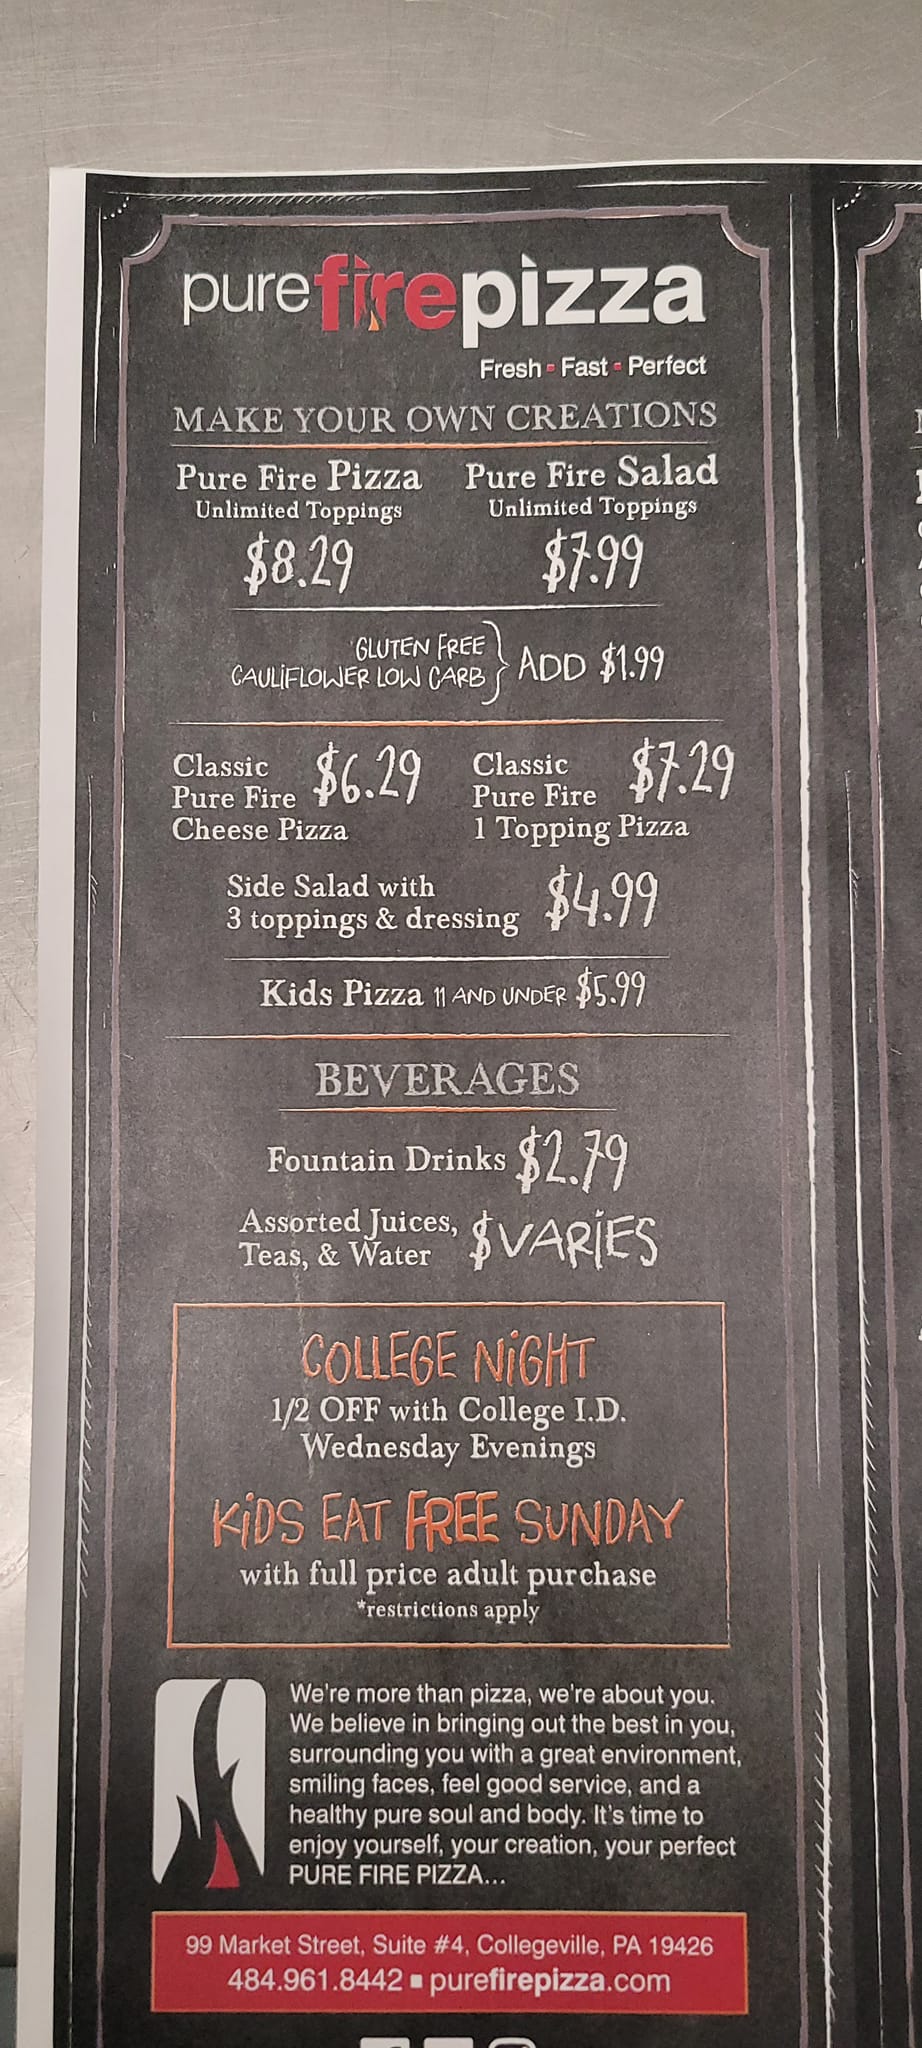 purefirepizza
Fresh - Fast - Perfect
MAKE YOUR OWN CREATIONS
Pure Fire Pizza
Unlimited Toppings
$8.29
Pure Fire Salad
Unlimited Toppings
$7.99
GLUTEN FREE
CAULIFLOWER LOW CARB
ADD $1.99
Classic
Pure Fire
Cheese Pizza
$6.29
Classic
Pure Fire
1 Topping Pizza
$7.29
Side Salad with
3 toppings & dressing
$4.99
Kids Pizza 11 AND UNDER $5.99
BEVERAGES
Fountain Drinks $2.79
Assorted Juices,
Teas, & Water
$VARIES
COLLEGE NIGHT
1/2 OFF with College I.D.
Wednesday Evenings
KIDS EAT FREE SUNDAY
with full price adult purchase
*restrictions apply
We're more than pizza, we're about you.
We believe in bringing out the best in you,
surrounding you with a great environment,
smiling faces, feel good service, and a
healthy pure soul and body. It's time to
enjoy yourself, your creation, your perfect
PURE FIRE PIZZA...
99 Market Street, Suite #4, Collegeville, PA 19426
484.961.8442 ▪ purefirepizza.com